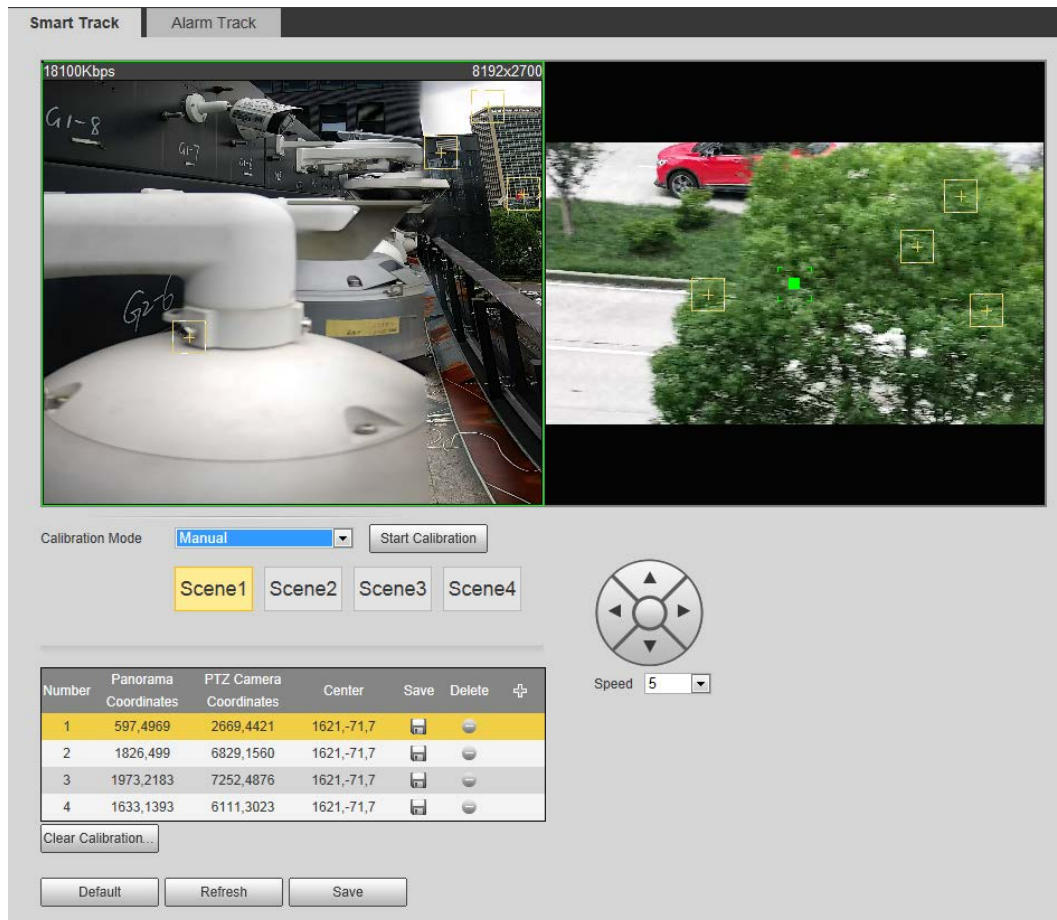 Smart Track Alarm Track
18100Kbps 8192x2700
G1-8
G1-7
G2-6
Calibration Mode Manual Start Calibration
Scene1 Scene2 Scene3 Scene4
Number Panorama Coordinates PTZ Camera Coordinates Center Save Delete
1 597,4969 2669,4421 1621,-71,7
2 1826,499 6829,1560 1621,-71,7
3 1973,2183 7252,4876 1621,-71,7
4 1633,1393 6111,3023 1621,-71,7
Speed 5
Clear Calibration...
Default Refresh Save